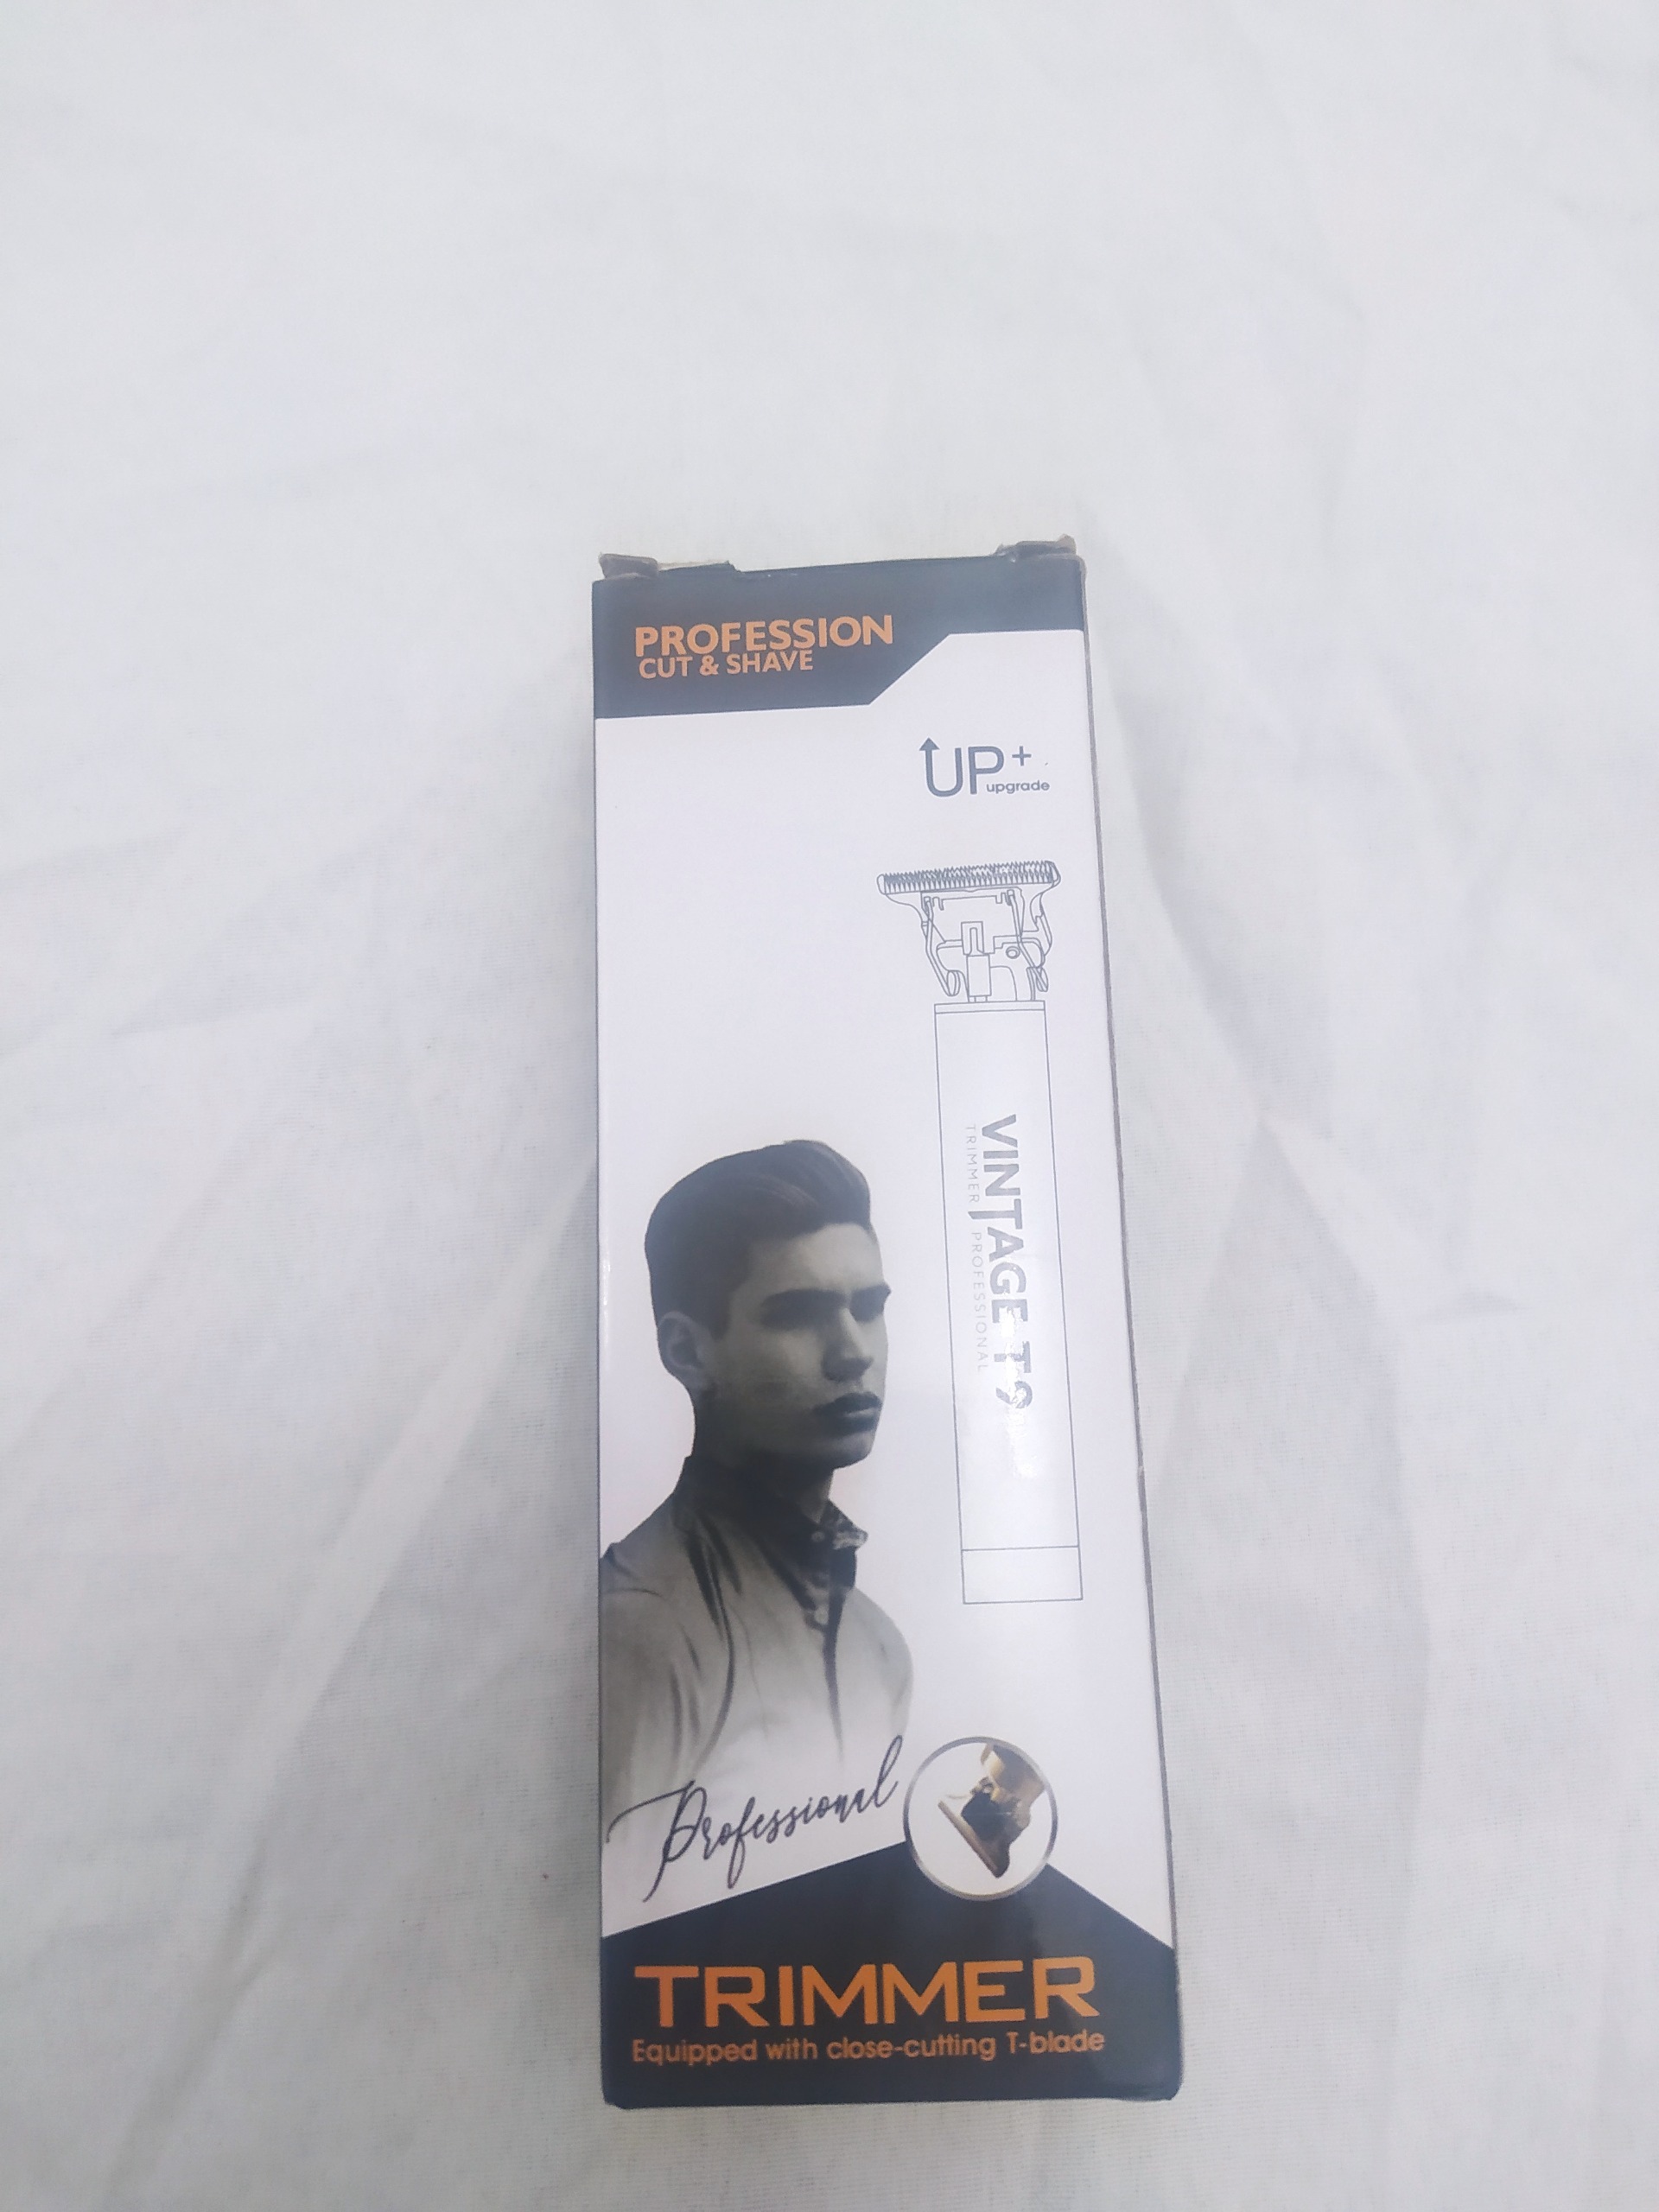 PROFESSION
CUT & SHAVE
UP+
upgrade
VINTAGE T9
TRIMMER PROFESSIONAL
Professional
TRIMMER
Equipped with close-cutting T-blade